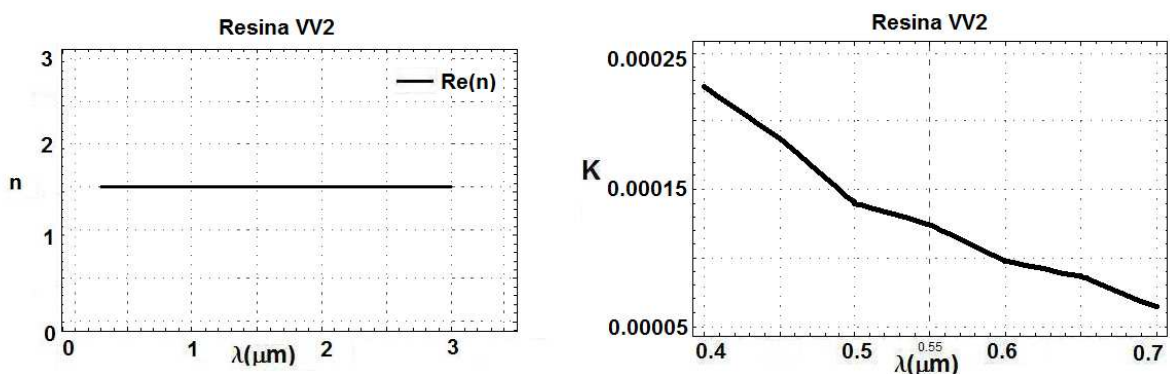 Resina VV2
3
2
n
1
0
Re(n)
0
1
2
3
λ(μm)
Resina VV2
0.00025
K
0.00015
0.00005
0.4
0.5
0.55
0.6
0.7
λ(μm)